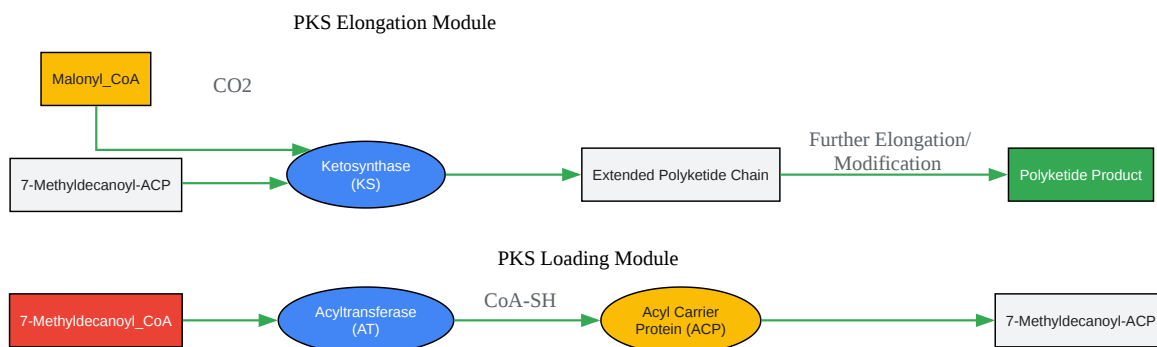 PKS Elongation Module
Malonyl_CoA
CO2
7-Methyldecanoyl-ACP
Ketosynthase
(KS)
Extended Polyketide Chain
Further Elongation/
Modification
Polyketide Product
PKS Loading Module
7-Methyldecanoyl_CoA
Acyltransferase
(AT)
CoA-SH
Acyl Carrier
Protein (ACP)
7-Methyldecanoyl-ACP